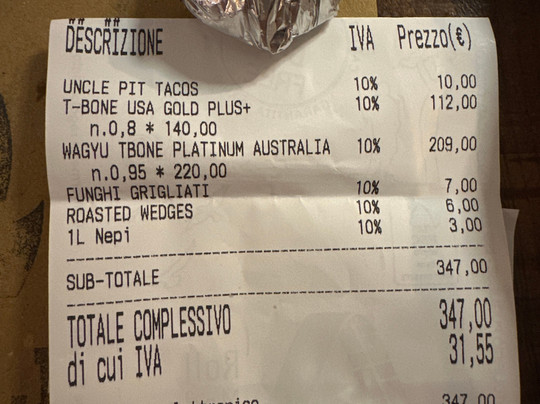 DESCRIZIONE IVA Prezzo(€)
UNCLE PIT TACOS 10% 10,00
T-BONE USA GOLD PLUS+ 10% 112,00
n.0,8 * 140,00
WAGYU TBONE PLATINUM AUSTRALIA 10% 209,00
n.0,95 * 220,00
FUNGHI GRIGLIATI 10% 7,00
ROASTED WEDGES 10% 6,00
1L Nepi 10% 3,00
SUB-TOTALE 347,00
TOTALE COMPLESSIVO 347,00
di cui IVA 31,55
347,00